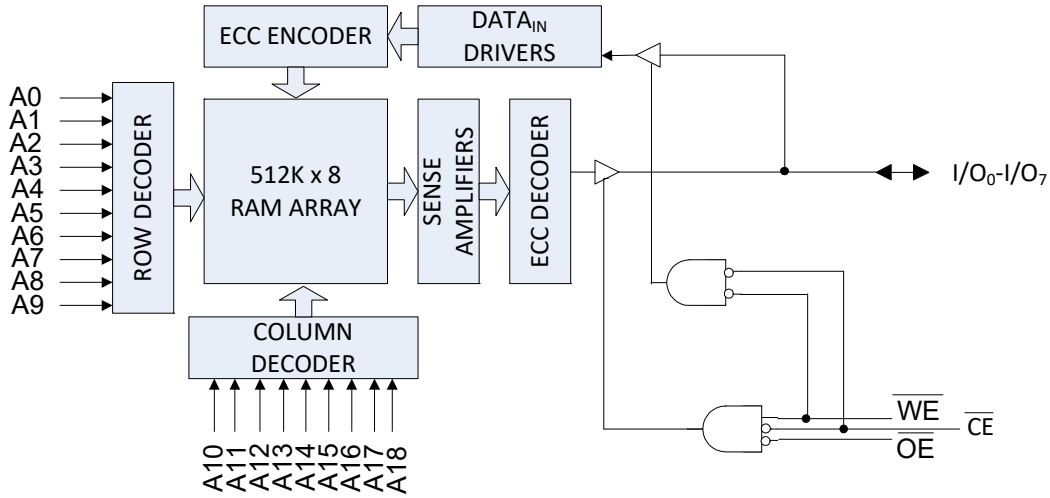 ECC ENCODER
DATAIN
DRIVERS
A0
A1
A2
A3
A4
A5
A6
A7
A8
A9
ROW DECODER
512K x 8
RAM ARRAY
SENSE
AMPLIFIERS
ECC DECODER
I/O0-I/O7
COLUMN
DECODER
A10
A11
A12
A13
A14
A15
A16
A17
A18
WE
CE
OE